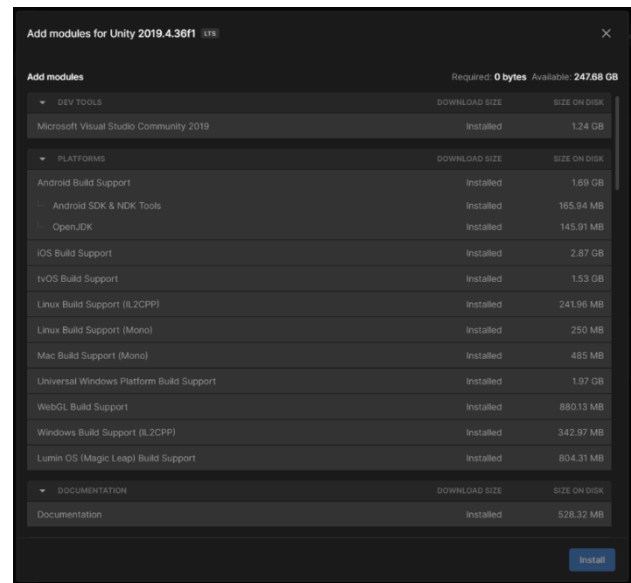 Add modules for Unity 2019.4.36f1 LTS
Add modules Required: 0 bytes Available: 247.68 GB
DEV TOOLS DOWNLOAD SIZE SIZE ON DISK
Microsoft Visual Studio Community 2019 Installed 1.24 GB
PLATFORMS DOWNLOAD SIZE SIZE ON DISK
Android Build Support Installed 1.69 GB
Android SDK & NDK Tools Installed 165.94 MB
OpenJDK Installed 145.91 MB
iOS Build Support Installed 2.87 GB
tvOS Build Support Installed 1.53 GB
Linux Build Support (IL2CPP) Installed 241.96 MB
Linux Build Support (Mono) Installed 250 MB
Mac Build Support (Mono) Installed 485 MB
Universal Windows Platform Build Support Installed 1.97 GB
WebGL Build Support Installed 880.13 MB
Windows Build Support (IL2CPP) Installed 342.97 MB
Lumin OS (Magic Leap) Build Support Installed 804.31 MB
DOCUMENTATION DOWNLOAD SIZE SIZE ON DISK
Documentation Installed 528.32 MB
Install